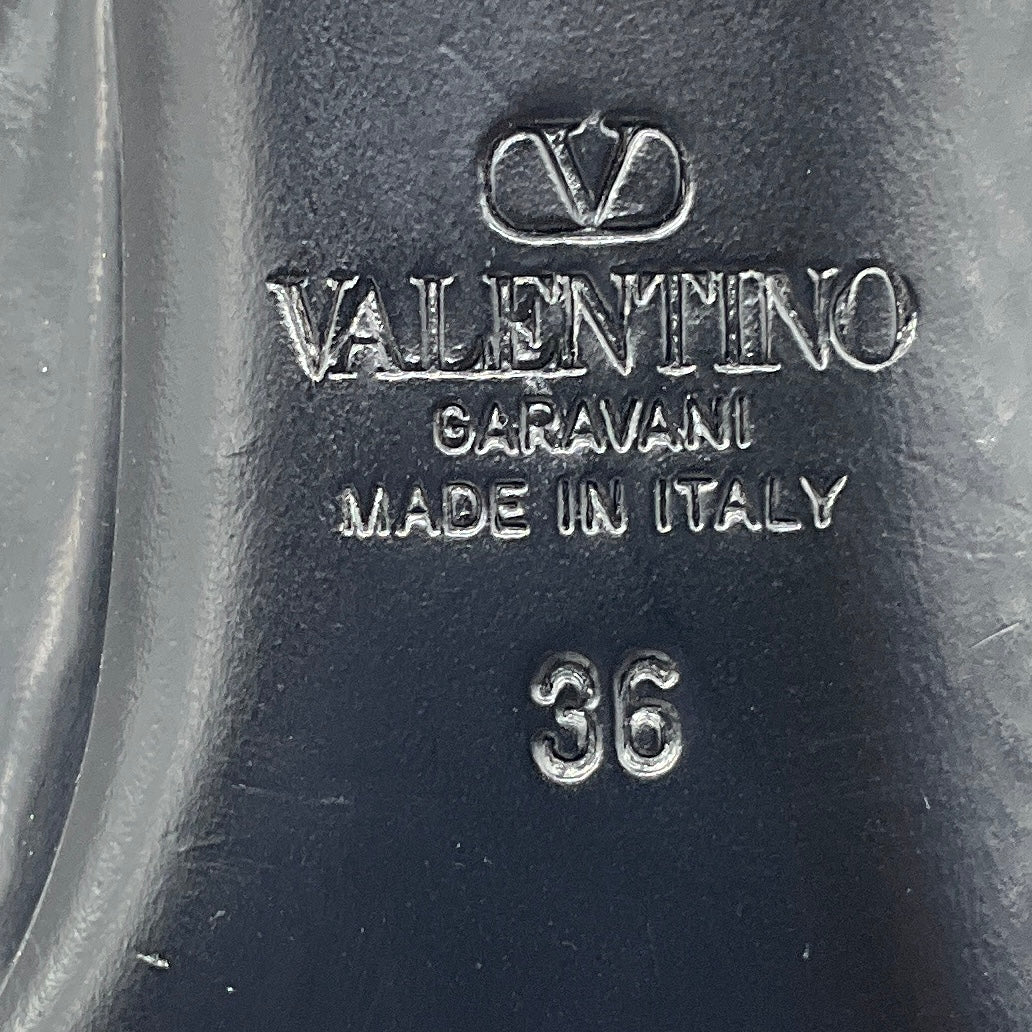 V
VALENTINO
GARAVANI
MADE IN ITALY
36